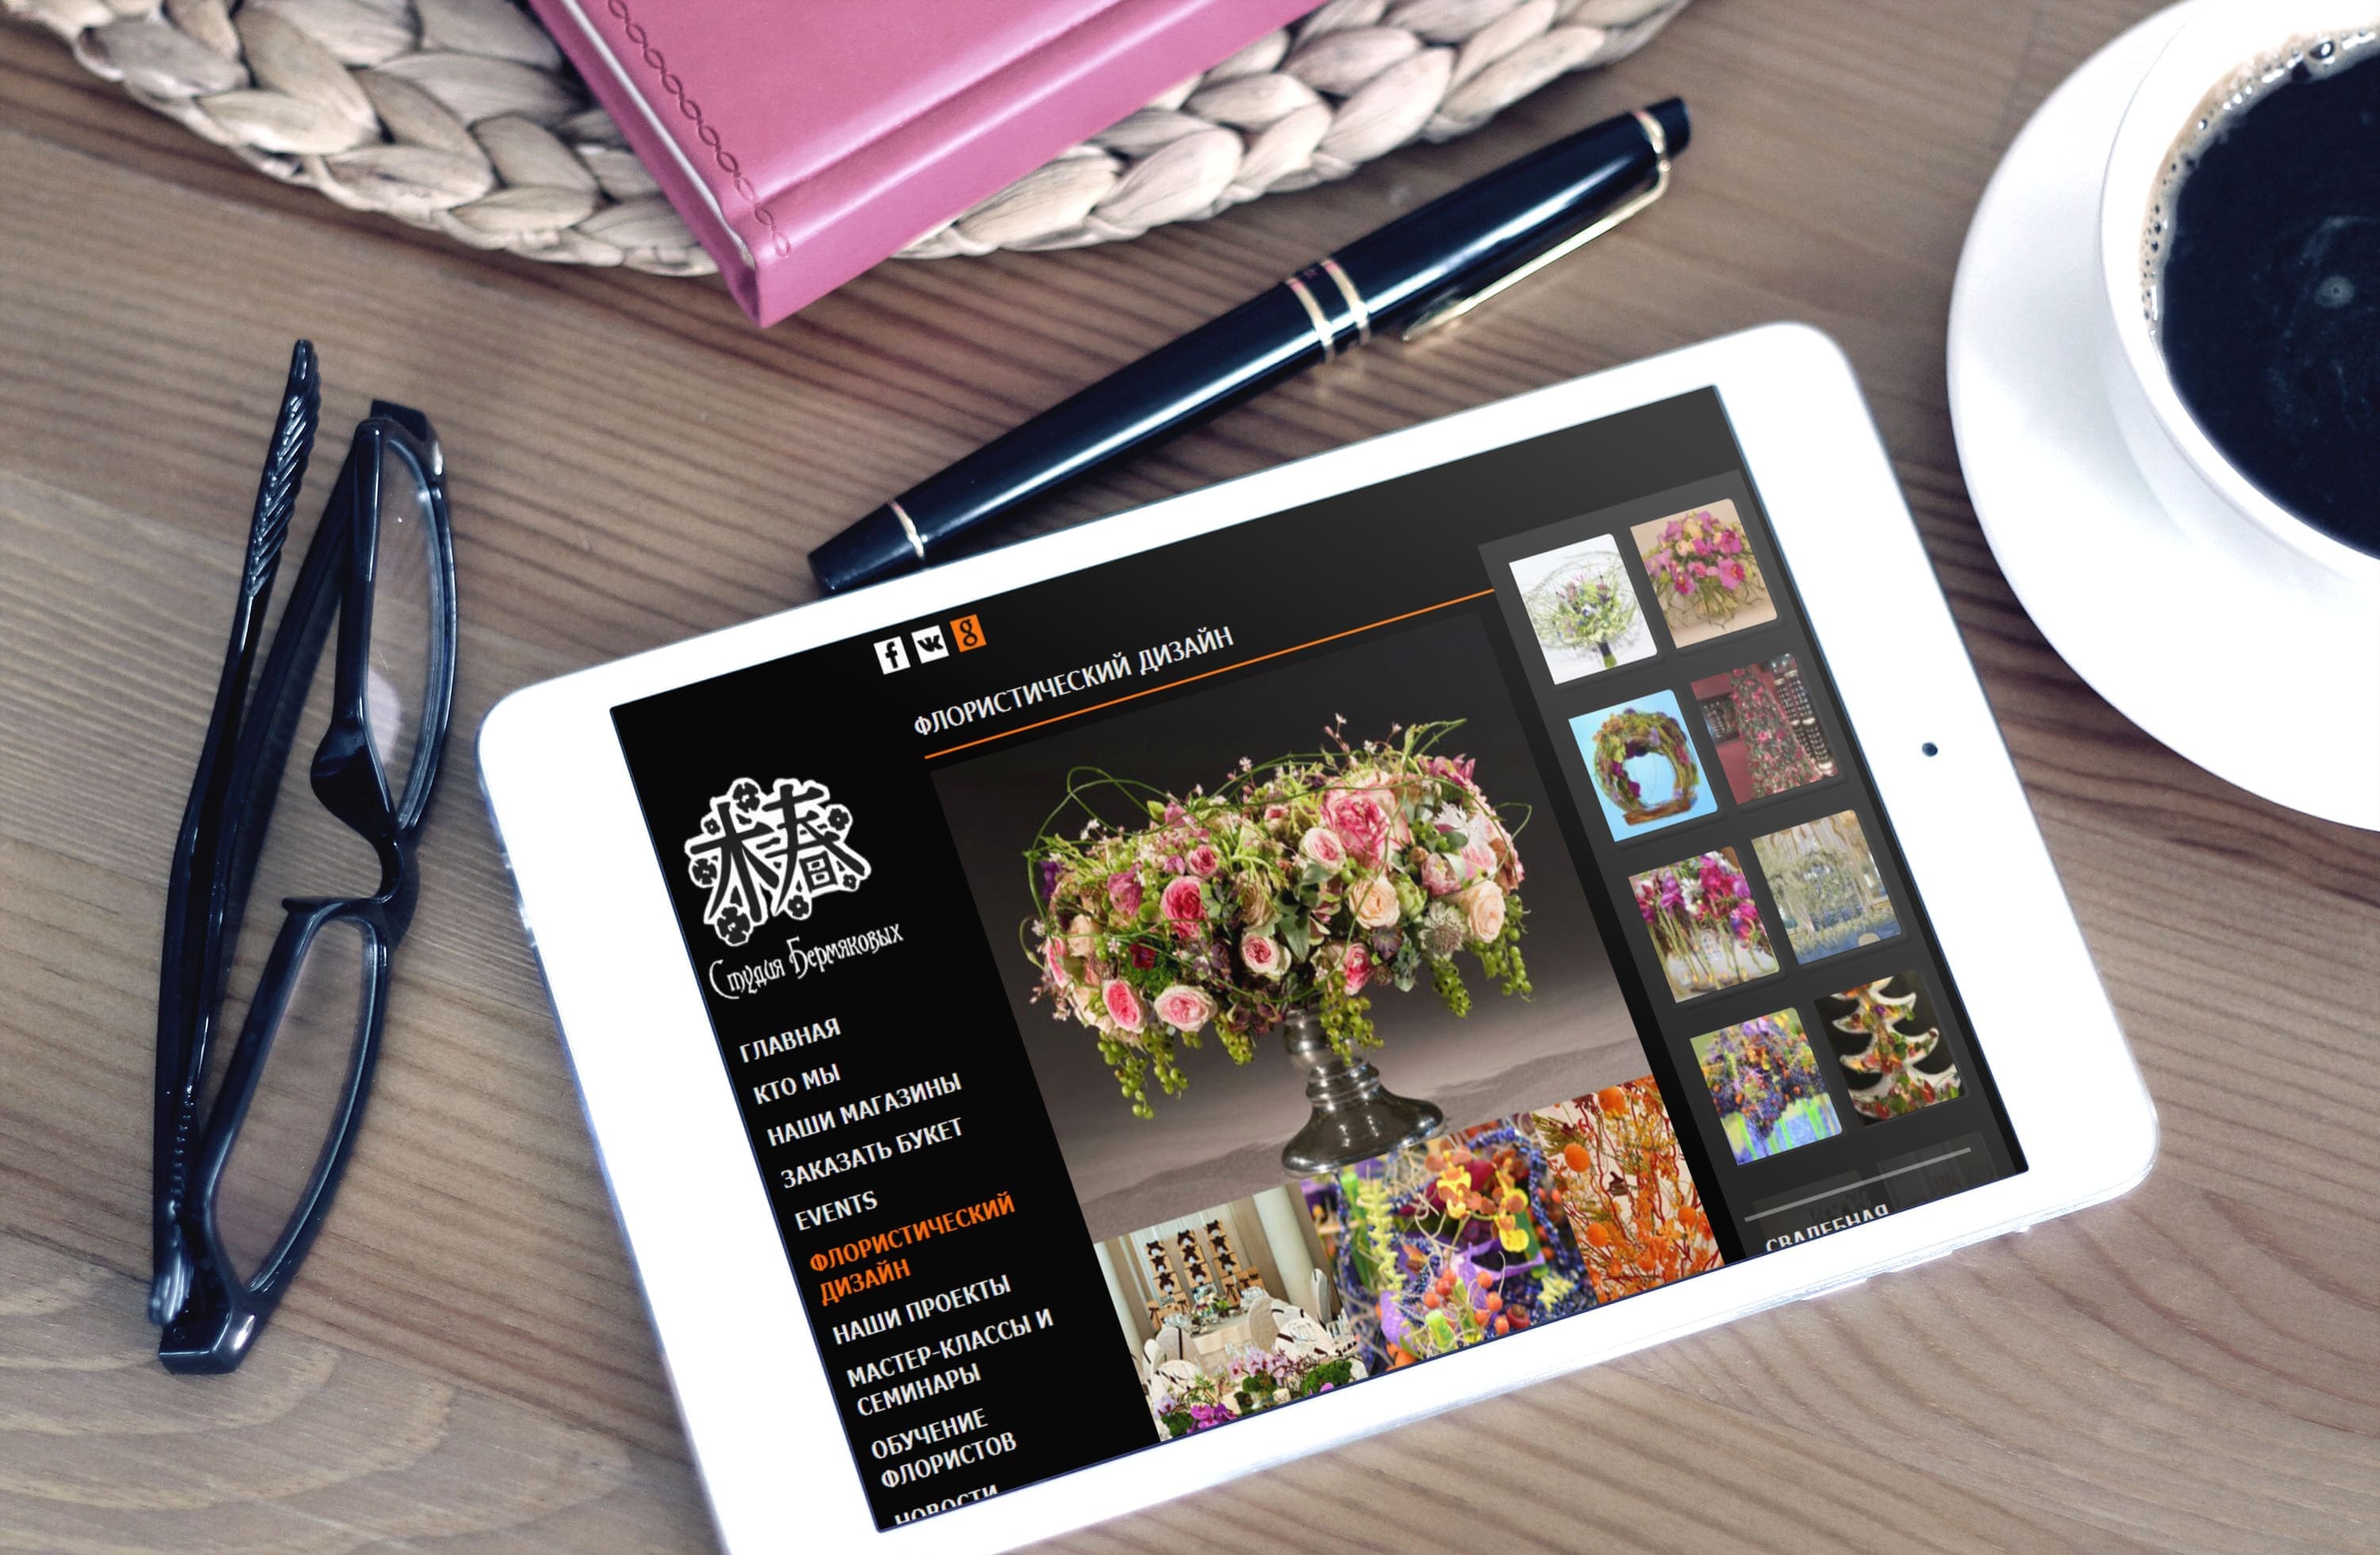 f
g
ФЛОРИСТИЧЕСКИЙ ДИЗАЙН
椿
Студия Бермяковых
ГЛАВНАЯ
КТО МЫ
НАШИ МАГАЗИНЫ
ЗАКАЗАТЬ БУКЕТ
EVENTS
ФЛОРИСТИЧЕСКИЙ
ДИЗАЙН
НАШИ ПРОЕКТЫ
МАСТЕР-КЛАССЫ И
СЕМИНАРЫ
ОБУЧЕНИЕ
ФЛОРИСТОВ
НОВОСТИ
СВАДЕБНАЯ